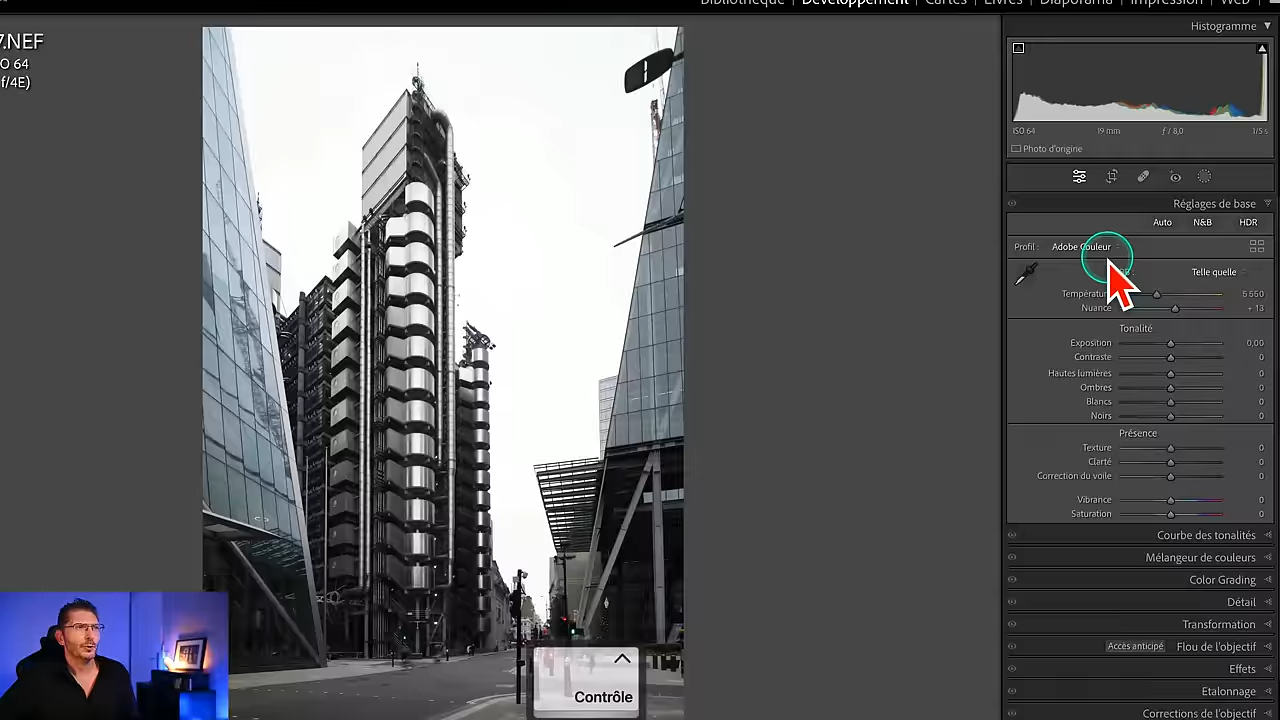 Bibliothèque | Développement | Cartes | Livres | Diaporama | Impression | Web |
7.NEF
O 64
f/4E)
Histogramme
ISO 64 19 mm ƒ / 8,0 1/5 s
Photo d'origine
Réglages de base
Auto N&B HDR
Profil : Adobe Couleur
Telle quelle
Température 5 550
Nuance + 13
Tonalité
Exposition 0,00
Contraste 0
Hautes lumières 0
Ombres 0
Blancs 0
Noirs 0
Présence
Texture 0
Clarté 0
Correction du voile 0
Vibrance 0
Saturation 0
Courbe des tonalités
Mélangeur de couleurs
Color Grading
Détail
Transformation
Accès anticipé Flou de l'objectif
Effets
Etalonnage
Corrections de l'objectif
Contrôle